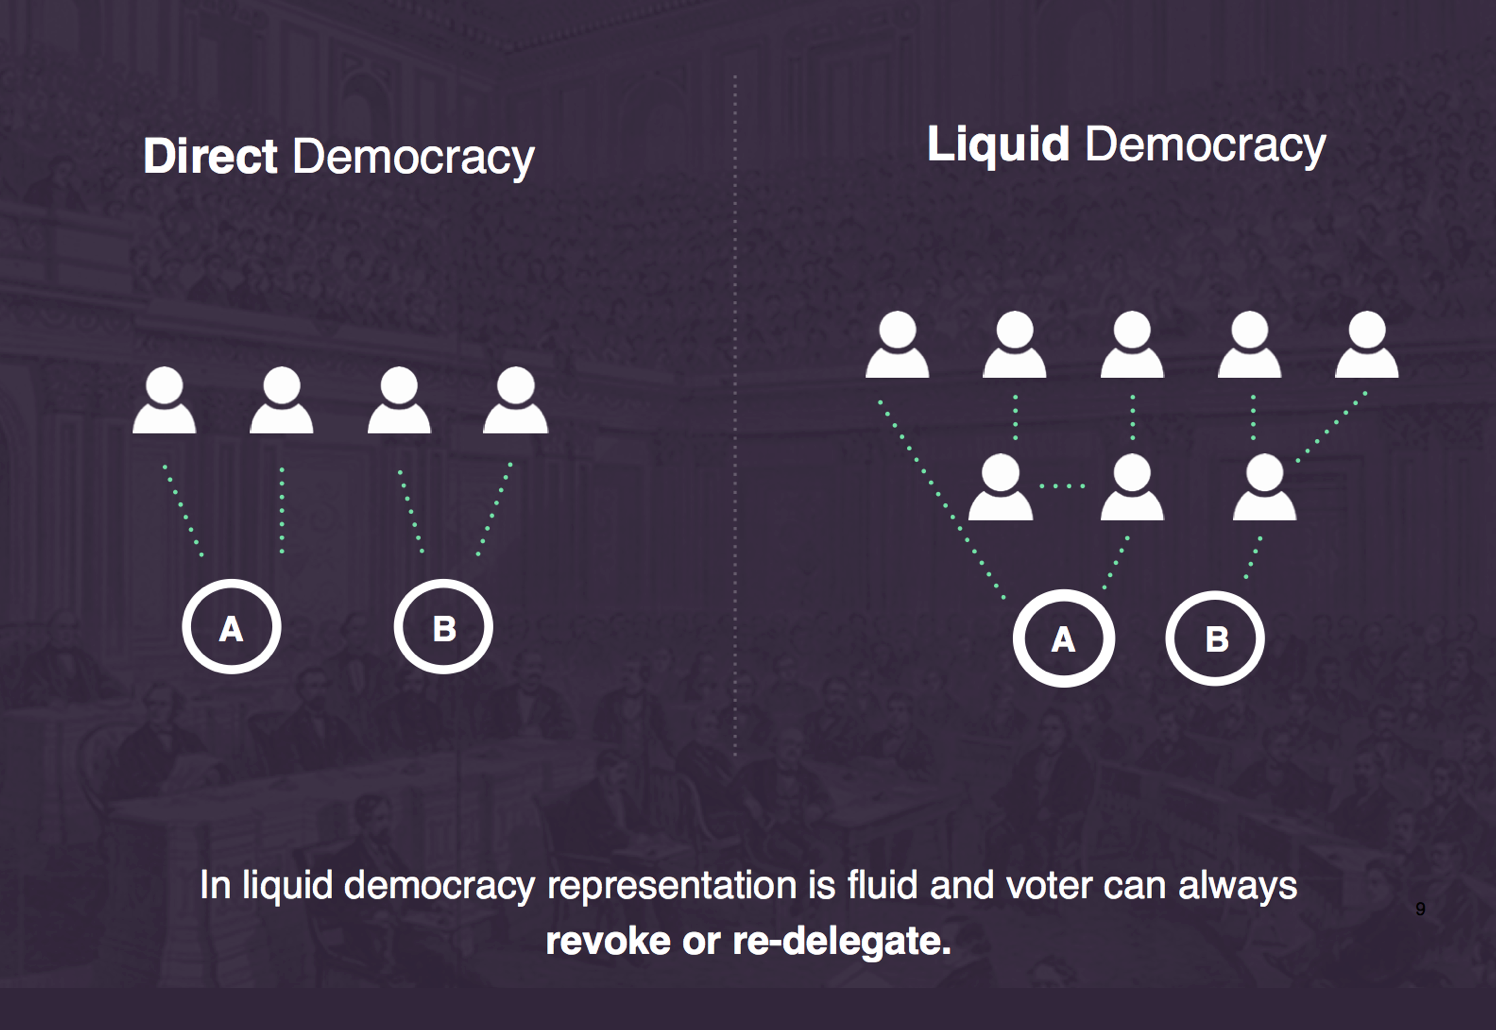 Direct Democracy
A
B
Liquid Democracy
A
B
In liquid democracy representation is fluid and voter can always
revoke or re-delegate.
9